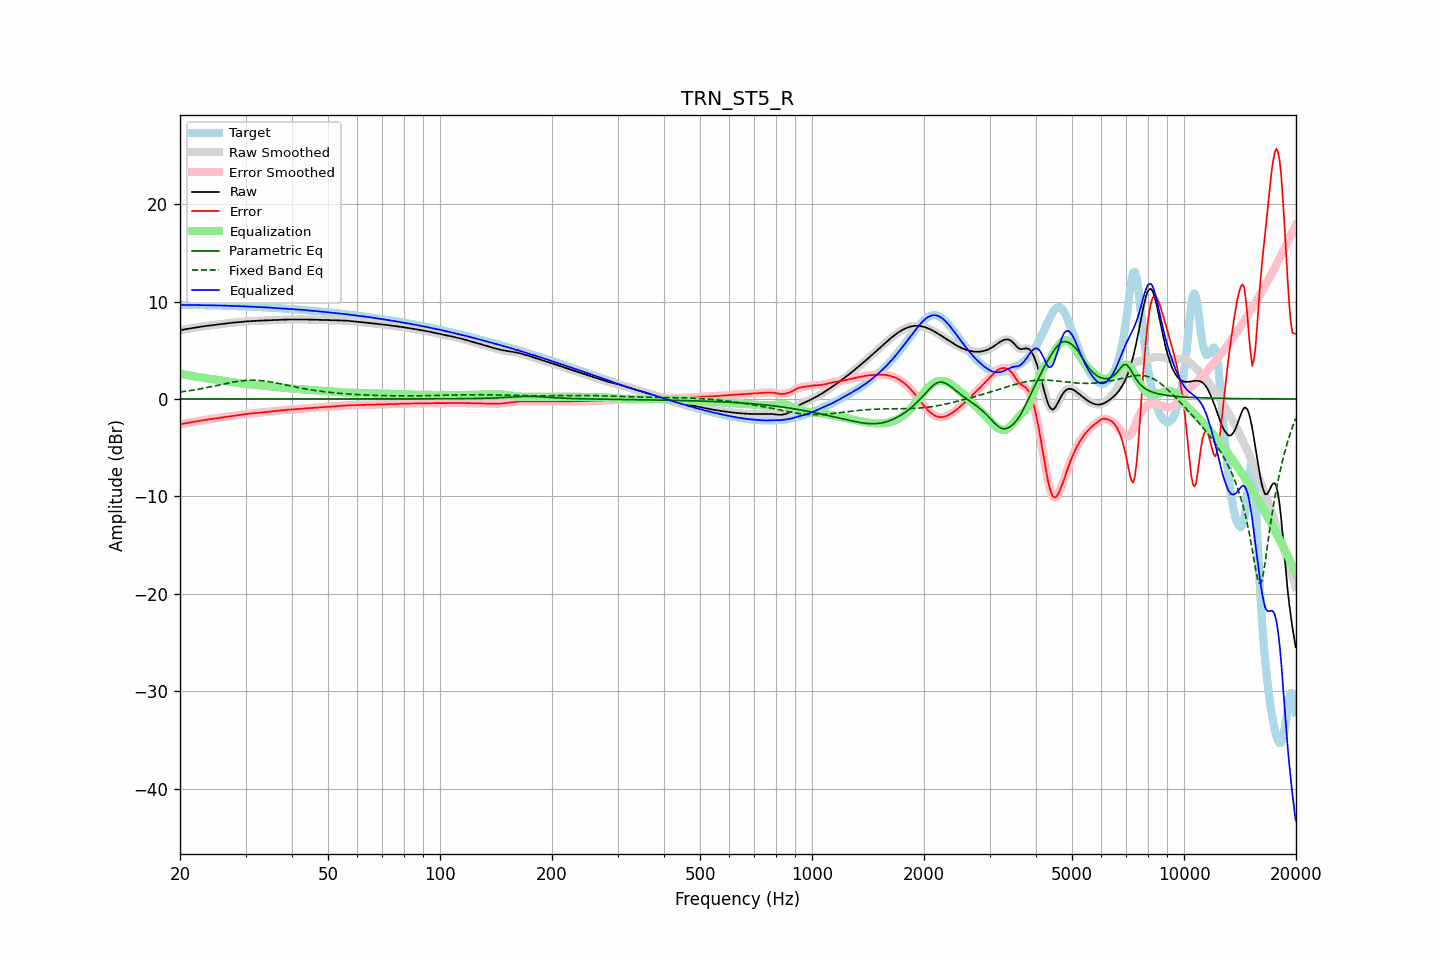 TRN_ST5_R
Target
Raw Smoothed
Error Smoothed
Raw
Error
Equalization
Parametric Eq
Fixed Band Eq
Equalized
Amplitude (dBr)
20
10
0
−10
−20
−30
−40
20 50 100 200 500 1000 2000 5000 10000 20000
Frequency (Hz)